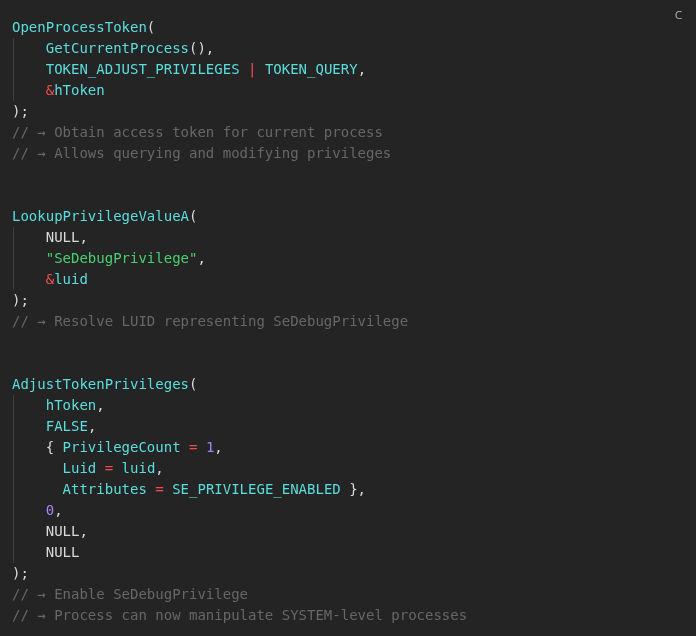 C
OpenProcessToken(
    GetCurrentProcess(),
    TOKEN_ADJUST_PRIVILEGES | TOKEN_QUERY,
    &hToken
);
// → Obtain access token for current process
// → Allows querying and modifying privileges
LookupPrivilegeValueA(
    NULL,
    "SeDebugPrivilege",
    &luid
);
// → Resolve LUID representing SeDebugPrivilege
AdjustTokenPrivileges(
    hToken,
    FALSE,
    { PrivilegeCount = 1,
      Luid = luid,
      Attributes = SE_PRIVILEGE_ENABLED },
    0,
    NULL,
    NULL
);
// → Enable SeDebugPrivilege
// → Process can now manipulate SYSTEM-level processes